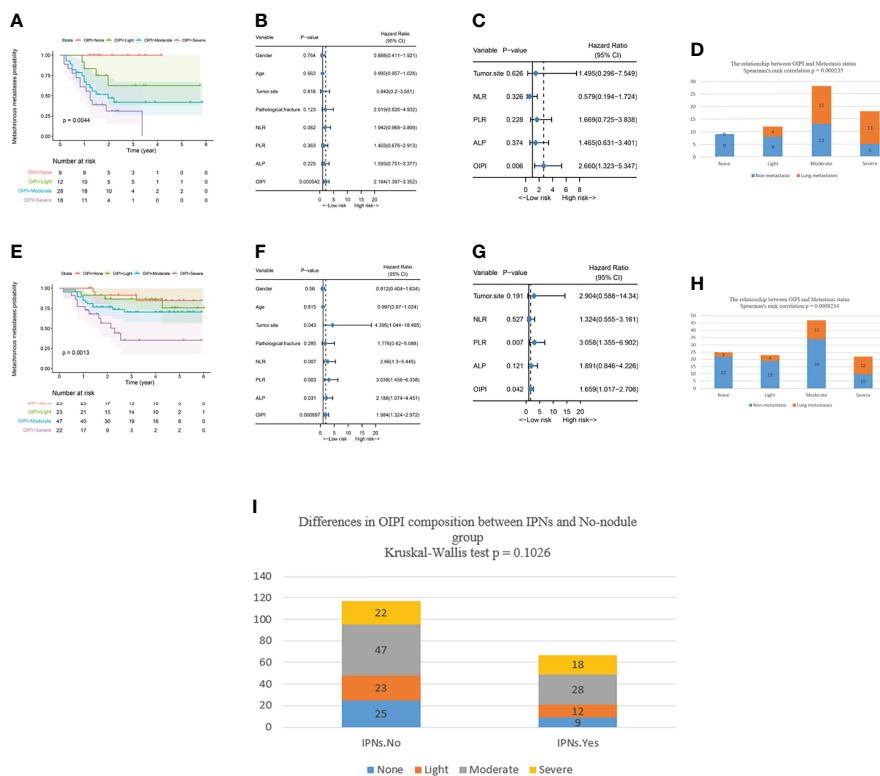 A
Strata OIPI=None OIPI=Light OIPI=Moderate OIPI=Severe
Metachronous metastases probability
1.00
0.75
0.50
0.25
0.00
p = 0.0044
0 1 2 3 4 5 6
Time (year)
Number at risk
OIPI=None 9 9 5 3 1 0 0
OIPI=Light 12 10 5 5 1 1 0
OIPI=Moderate 28 18 10 4 2 2 0
OIPI=Severe 18 11 4 1 0 0 0
B
Variable P-value Hazard Ratio
(95% CI)
Gender 0.764 0.888(0.411−1.921)
Age 0.662 0.992(0.957−1.028)
Tumor.site 0.816 0.843(0.2−3.551)
Pathological.fracture 0.123 2.019(0.826−4.932)
NLR 0.062 1.942(0.968−3.899)
PLR 0.363 1.403(0.676−2.913)
ALP 0.225 1.593(0.751−3.377)
OIPI 0.000542 2.164(1.397−3.352)
0 5 10 15 20
<−Low risk High risk−>
C
Variable P-value Hazard Ratio
(95% CI)
Tumor.site 0.626 1.495(0.296−7.549)
NLR 0.326 0.579(0.194−1.724)
PLR 0.228 1.669(0.725−3.838)
ALP 0.374 1.465(0.631−3.401)
OIPI 0.006 2.660(1.323−5.347)
0 2 4 6 8
<−Low risk High risk−>
D
The relationship between OIPI and Metastasis status
Spearman's rank correlation p = 0.000235
30
25
20
15
10
5
0
0 9
4 8
15 13
13 5
None Light Moderate Severe
Non-metastasis Lung metastases
E
Strata OIPI=None OIPI=Light OIPI=Moderate OIPI=Severe
Metachronous metastases probability
1.00
0.75
0.50
0.25
0.00
p = 0.0013
0 1 2 3 4 5 6
Time (year)
Number at risk
OIPI=Light 23 21 15 14 10 2 1
OIPI=Moderate 47 40 30 19 16 8 0
OIPI=Severe 22 17 9 3 2 2 0
F
Variable P-value Hazard Ratio
(95% CI)
Gender 0.56 0.812(0.404−1.634)
Age 0.815 0.997(0.97−1.024)
Tumor.site 0.043 4.395(1.044−18.495)
Pathological.fracture 0.285 1.776(0.62−5.088)
NLR 0.007 2.66(1.3−5.445)
PLR 0.003 3.038(1.456−6.338)
ALP 0.031 2.186(1.074−4.451)
OIPI 0.000897 1.984(1.324−2.972)
0 5 10 15 20
<−Low risk High risk−>
G
Variable P-value Hazard Ratio
(95% CI)
Tumor.site 0.191 2.904(0.588−14.34)
NLR 0.527 1.324(0.555−3.161)
PLR 0.007 3.058(1.355−6.902)
ALP 0.121 1.891(0.846−4.226)
OIPI 0.042 1.659(1.017−2.706)
0 5 10 15 20
<−Low risk High risk−>
H
The relationship between OIPI and Metastasis status
Spearman's rank correlation p = 0.0008234
50
45
40
35
30
25
20
15
10
5
0
3 22
4 19
13 34
12 10
None Light Moderate Severe
Non-metastasis Lung metastases
I
Differences in OIPI composition between IPNs and No-nodule
group
Kruskal-Wallis test p = 0.1026
140
120
100
80
60
40
20
0
22 18
47 28
23 12
25 9
IPNs.No IPNs.Yes
None Light Moderate Severe